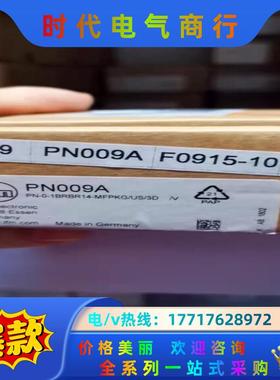 时代电气商行
9 PN009A F0915-10
PN009A
PN-0-1BRBR14-MFPKG/US/3D /V
electronic
Essen
Made in Germany
21
PAP
电/v热线：17717628972
价格美丽 欢迎咨询
全系列一站式采购